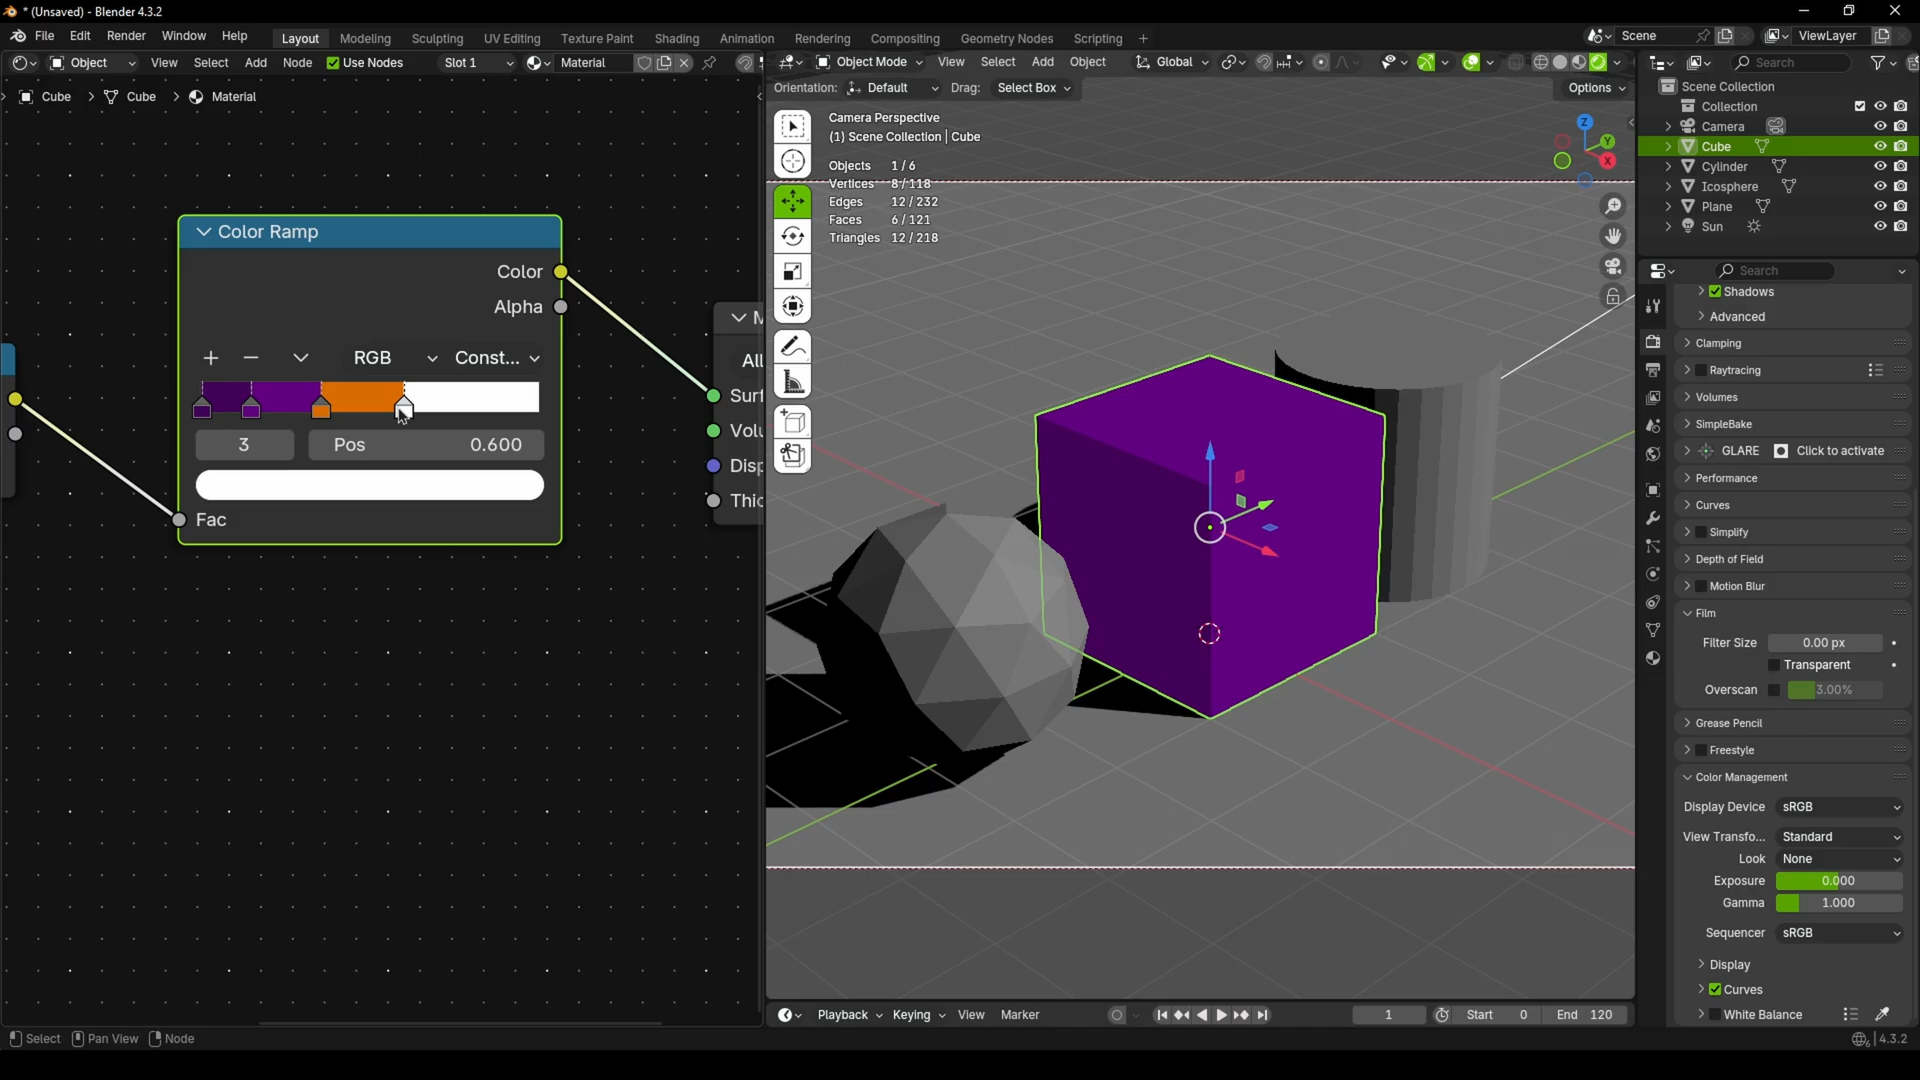 * (Unsaved) - Blender 4.3.2
File Edit Render Window Help
Layout Modeling Sculpting UV Editing Texture Paint Shading Animation Rendering Compositing Geometry Nodes Scripting +
Scene
ViewLayer
Object View Select Add Node Use Nodes Slot 1 Material
Object Mode View Select Add Object Global
Search
Cube > Cube > Material
Orientation: Default Drag: Select Box Options
Camera Perspective
(1) Scene Collection | Cube
Objects 1/6
Vertices 8/118
Edges 12/232
Faces 6/121
Triangles 12/218
Z
Y
X
Color Ramp
Color
Alpha
RGB Const...
3 Pos 0.600
Fac
All
Scene Collection
Collection
Camera
Cube
Cylinder
Icosphere
Plane
Sun
Search
Shadows
Advanced
Clamping
Raytracing
Volumes
SimpleBake
GLARE Click to activate
Performance
Curves
Simplify
Depth of Field
Motion Blur
Film
Filter Size 0.00 px
Transparent
Overscan 3.00%
Grease Pencil
Freestyle
Color Management
Display Device sRGB
View Transfo... Standard
Look None
Exposure 0.000
Gamma 1.000
Sequencer sRGB
Display
Curves
White Balance
Playback Keying View Marker 1 Start 0 End 120
Select Pan View Node
4.3.2